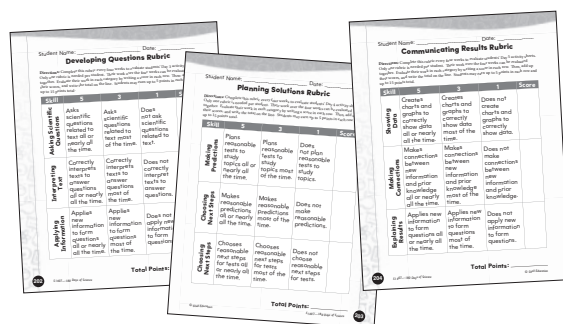 Student Name: Date:
Developing Questions Rubric
Directions: Complete this rubric every four weeks to evaluate students' Day 1 activity sheets.
Skill 5 3 1
Asking Scientific
Questions
Asks
scientific
questions
related to
text all or
nearly all
the time.
Asks
scientific
questions
related to
text most
of the time.
Does
not ask
scientific
questions
related to
text.
Interpreting
Text
Correctly
interprets
texts to
answer
questions
all or nearly
all the time.
Correctly
interprets
texts to
answer
questions
most of
the time.
Does not
correctly
interpret
texts to
answer
questions.
Applying
Information
Applies
new
information
to form
questions
all or nearly
all the time.
Applies
new
information
to form
questions
most of
the time.
Does not
apply new
information
to form
questions.
202
Student Name: Date:
Planning Solutions Rubric
Skill 5 3 1 Score
Making
Predictions
Plans
reasonable
tests to
study
topics all
or nearly all
the time.
Plans
reasonable
tests to
study
topics most
of the time.
Does
not plan
reasonable
tests to
study
topics.
Choosing
Next Steps
Makes
reasonable
predictions
all or
nearly all
the time.
Makes
reasonable
predictions
most of
the time.
Does not
make
reasonable
predictions.
Choosing
Next Steps
Chooses
reasonable
next steps
for tests all
or nearly all
the time.
Chooses
reasonable
next steps
for tests
most of the
time.
Does not
choose
reasonable
next steps
for tests.
Total Points:
203
Student Name: Date:
Communicating Results Rubric
Skill 5 3 1 Score
Showing
Data
Creates
charts and
graphs to
correctly
show data
all or nearly
all the time.
Creates
charts and
graphs to
correctly
show data
most of the
time.
Does not
create
charts and
graphs to
correctly
show data.
Making
Connections
Makes
connections
between
new
information
and prior
knowledge
all or nearly
all the time.
Makes
connections
between
new
information
and prior
knowledge
most of
the time.
Does not
make
connections
between
new
information
and prior
knowledge.
Explaining
Results
Applies new
information
to form
questions all
or nearly all
the time.
Applies new
information
to form
questions
most of
the time.
Does not
apply new
information
to form
questions.
Total Points:
204